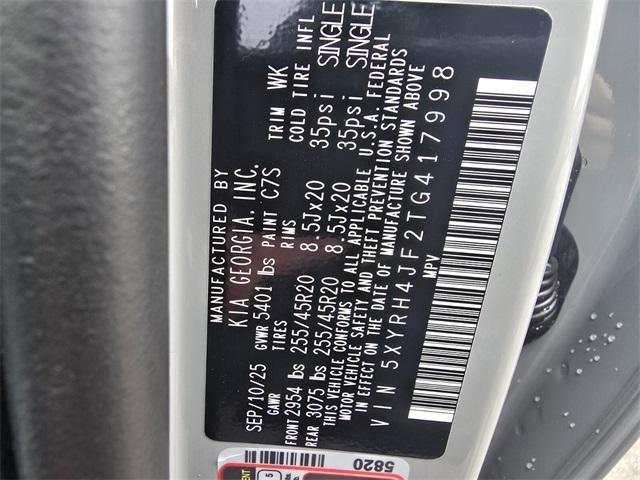 MANUFACTURED BY
KIA GEORGIA, INC.
SEP/10/25 GVWR 5401 lbs PAINT C7S TRIM WK
GAWR TIRES RIMS COLD TIRE INFL
FRONT 2954 lbs 255/45R20 8.5Jx20 35psi SINGLE
REAR 3075 lbs 255/45R20 8.5Jx20 35psi SINGLE
THIS VEHICLE CONFORMS TO ALL APPLICABLE U.S.A. FEDERAL
MOTOR VEHICLE SAFETY AND THEFT PREVENTION STANDARDS
IN EFFECT ON THE DATE OF MANUFACTURE SHOWN ABOVE
VIN 5XYRH4JF2TG417998
MPV
5820